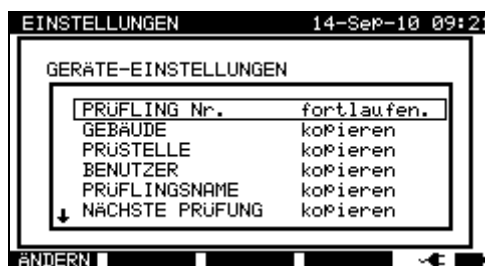 EINSTELLUNGEN 14-Sep-10 09:2
GERÄTE-EINSTELLUNGEN
PRÜFLING Nr. fortlaufen.
GEBÄUDE kopieren
PRÜSTELLE kopieren
BENUTZER kopieren
PRÜFLINGSNAME kopieren
NÄCHSTE PRÜFUNG kopieren
ÄNDERN